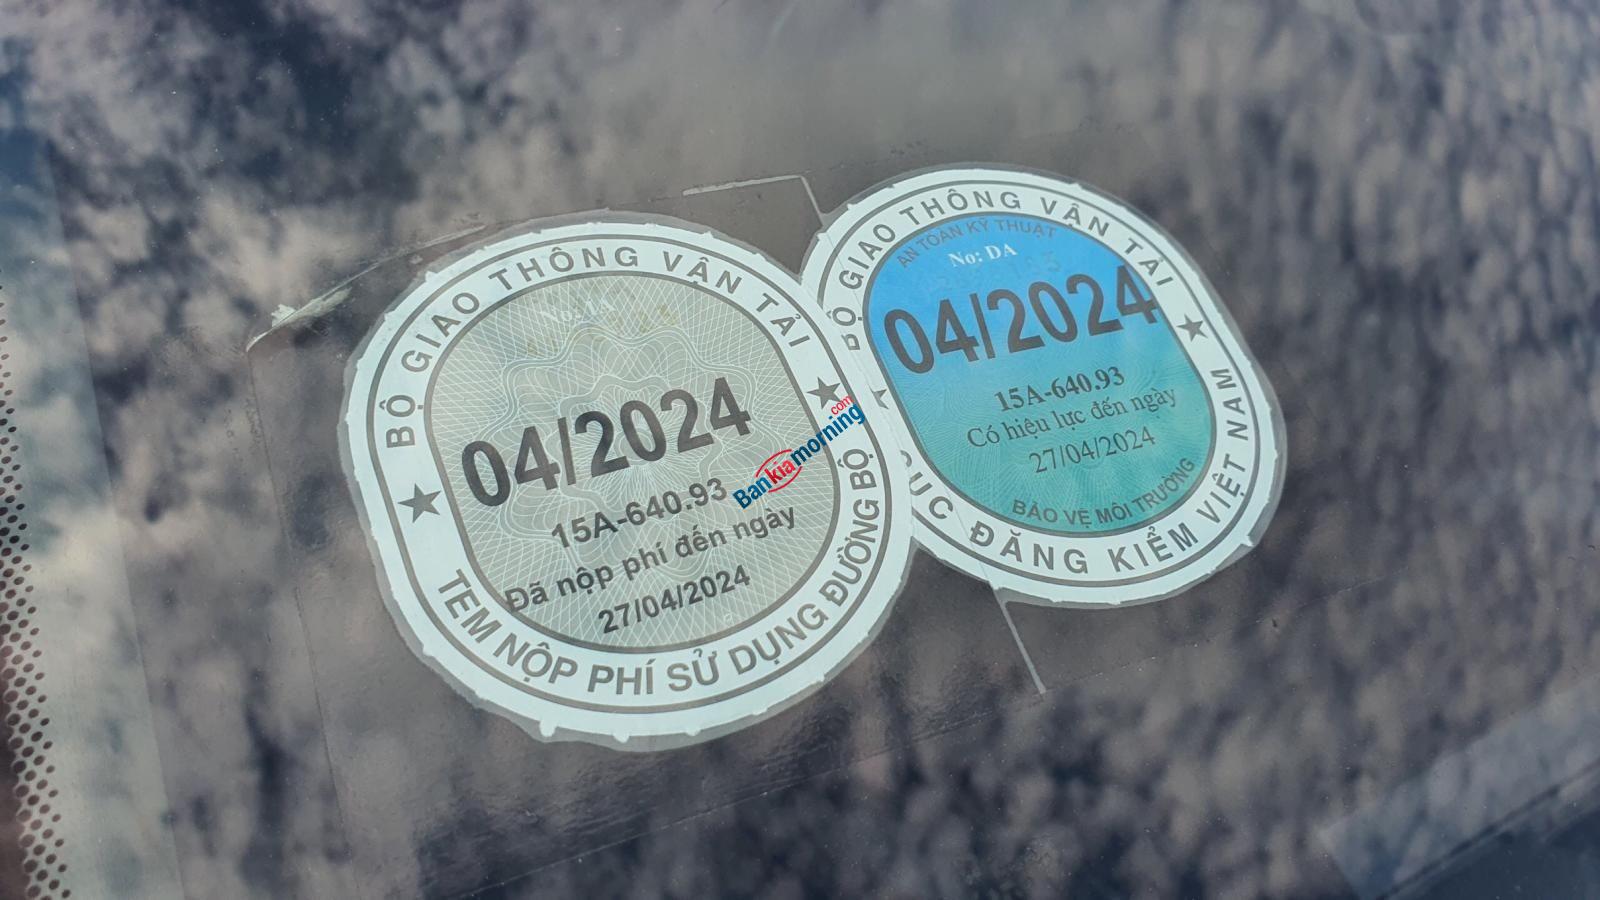 BỘ GIAO THÔNG VẬN TẢI
04/2024
15A-640.93
Đã nộp phí đến ngày
27/04/2024
TEM NỘP PHÍ SỬ DỤNG ĐƯỜNG BỘ
Bankiamorning.com
BỘ GIAO THÔNG VẬN TẢI
AN TOÀN KỸ THUẬT
No: DA
04/2024
15A-640.93
Có hiệu lực đến ngày
27/04/2024
BẢO VỆ MÔI TRƯỜNG
CỤC ĐĂNG KIỂM VIỆT NAM